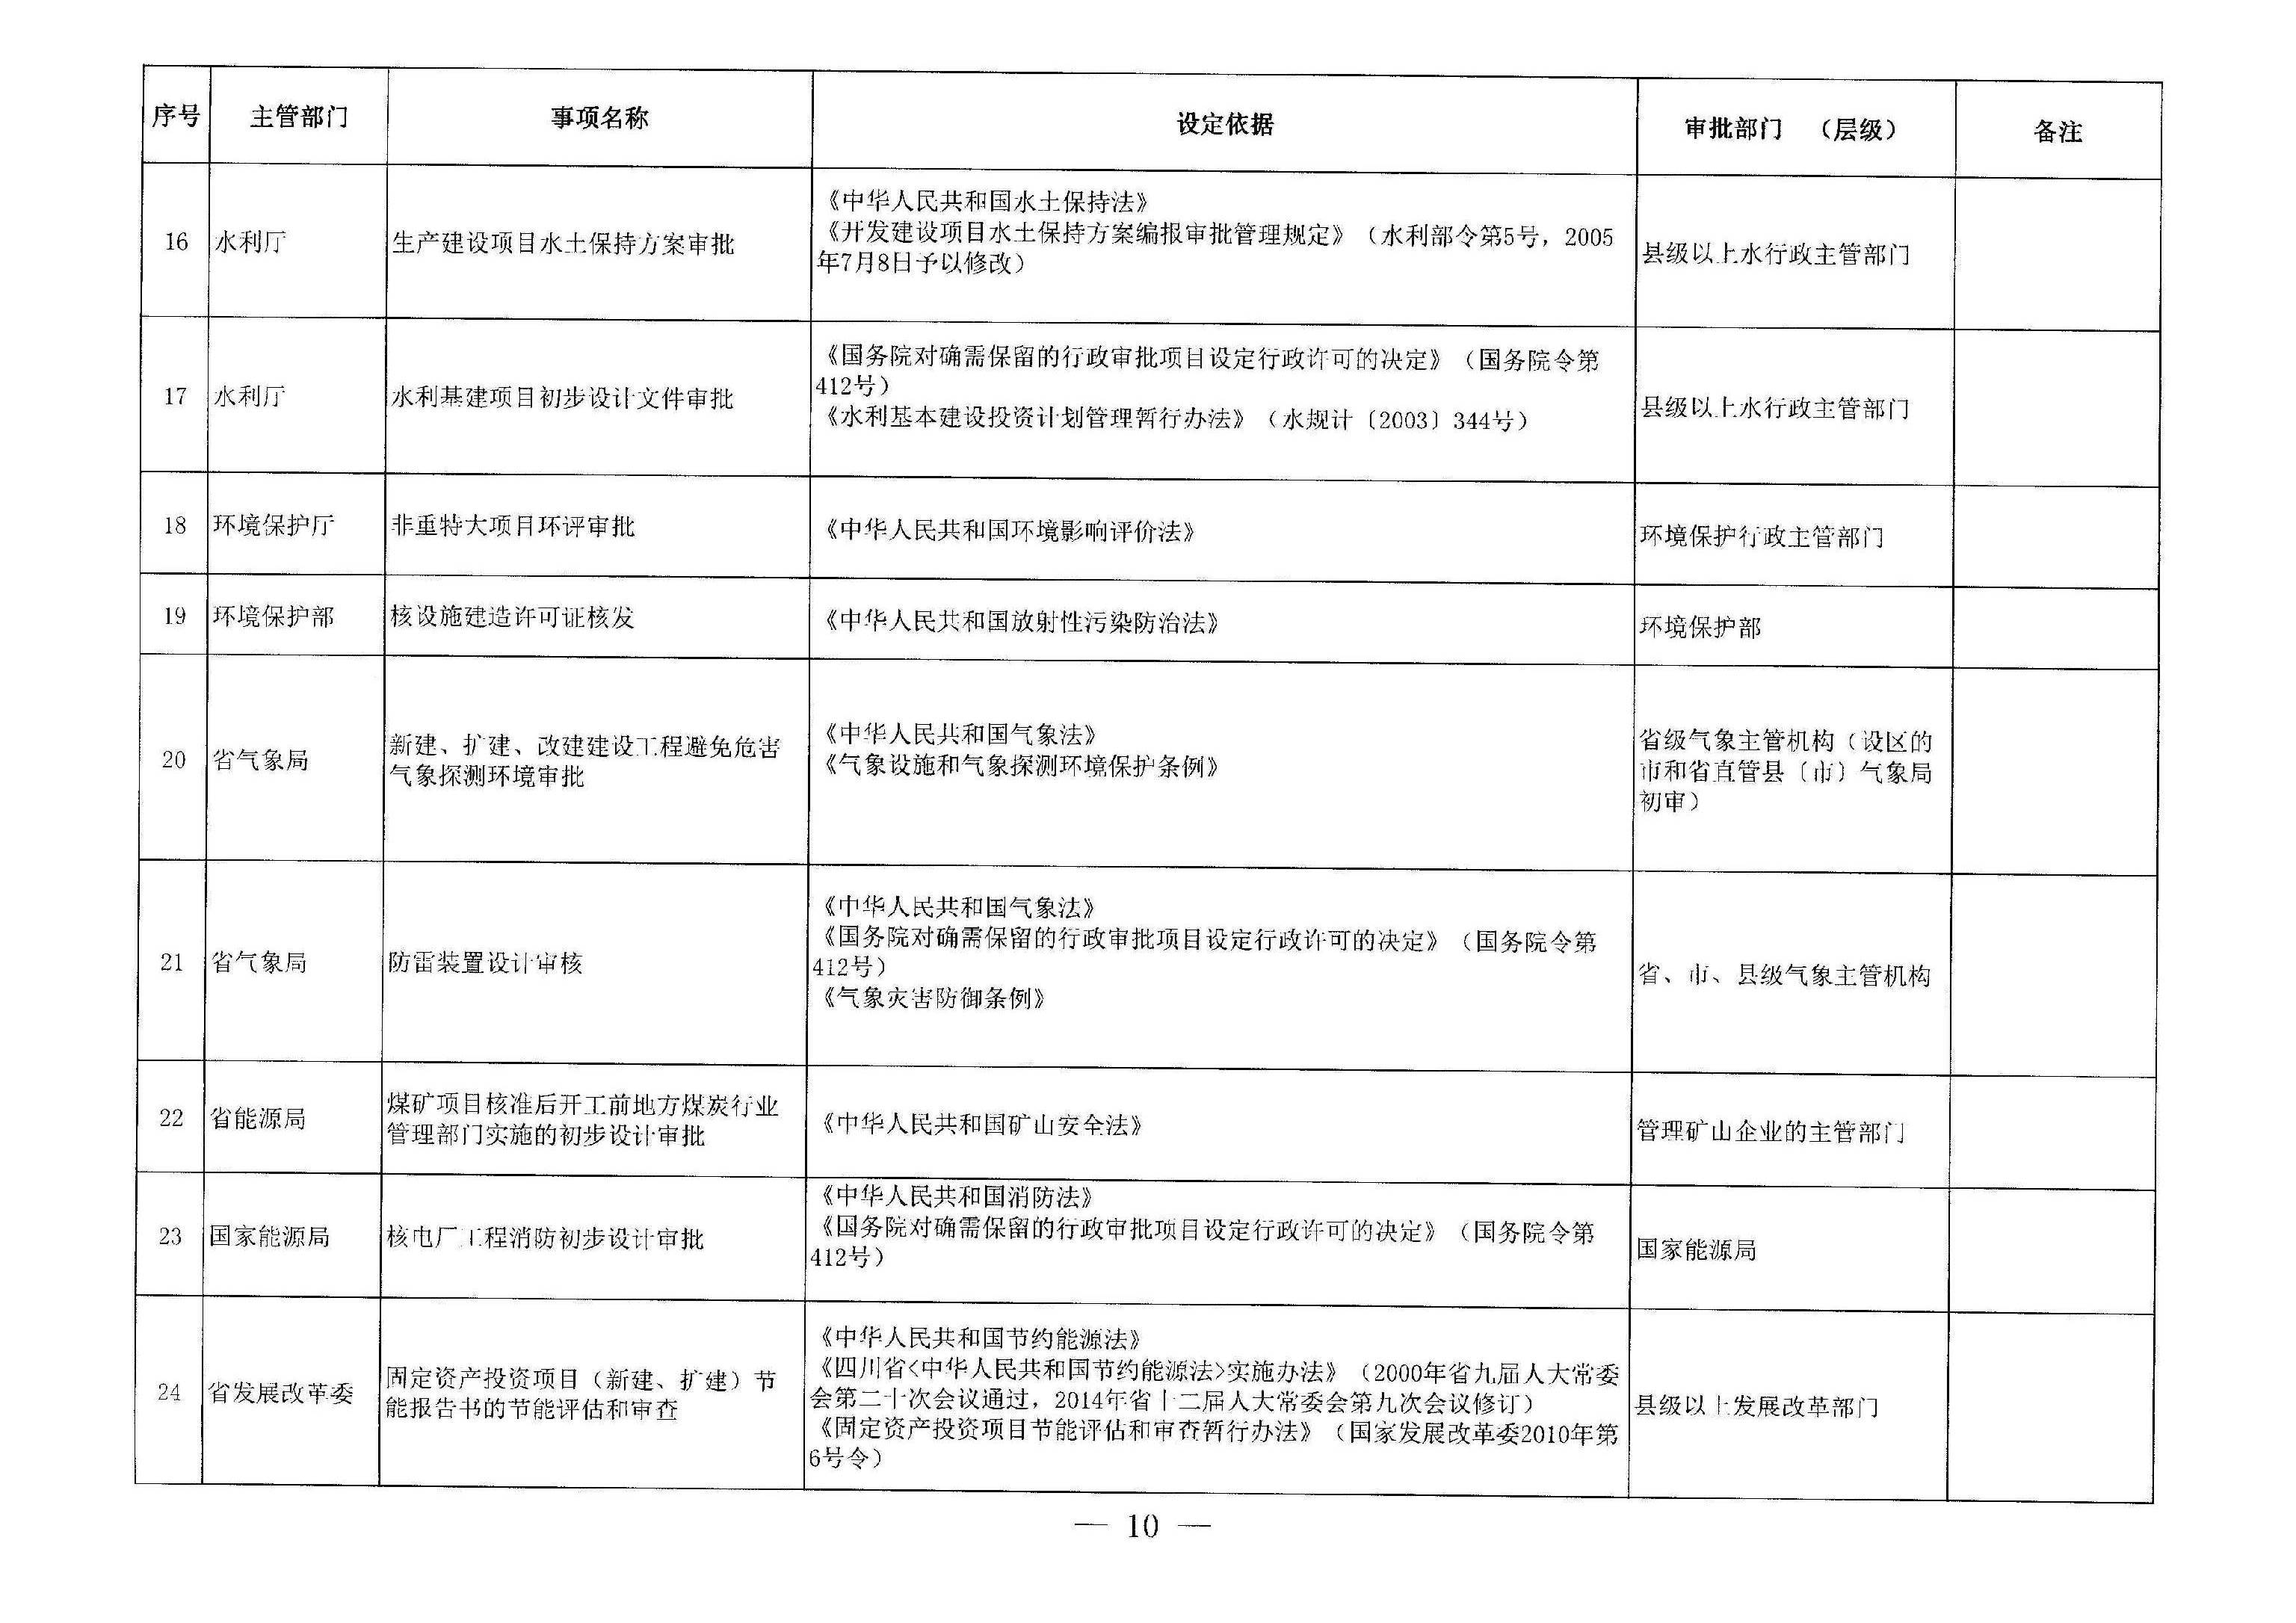 序号 主管部门 事项名称 设定依据 审批部门 （层级） 备注
16 水利厅 生产建设项目水土保持方案审批
《中华人民共和国水土保持法》
《开发建设项目水土保持方案编报审批管理规定》（水利部令第5号，2005
年7月8日予以修改）
县级以上水行政主管部门
17 水利厅 水利基建项目初步设计文件审批
《国务院对确需保留的行政审批项目设定行政许可的决定》（国务院令第
412号）
《水利基本建设投资计划管理暂行办法》（水规计〔2003〕344号）
县级以上水行政主管部门
18 环境保护厅 非重特大项目环评审批 《中华人民共和国环境影响评价法》 环境保护行政主管部门
19 环境保护部 核设施建造许可证核发 《中华人民共和国放射性污染防治法》 环境保护部
20 省气象局
新建、扩建、改建建设工程避免危害
气象探测环境审批
《中华人民共和国气象法》
《气象设施和气象探测环境保护条例》
省级气象主管机构（设区的
市和省直管县〔市〕气象局
初审）
21 省气象局 防雷装置设计审核
《中华人民共和国气象法》
《国务院对确需保留的行政审批项目设定行政许可的决定》（国务院令第
412号）
《气象灾害防御条例》
省、市、县级气象主管机构
22 省能源局
煤矿项目核准后开工前地方煤炭行业
管理部门实施的初步设计审批
《中华人民共和国矿山安全法》
管理矿山企业的主管部门
23 国家能源局 核电厂工程消防初步设计审批
《中华人民共和国消防法》
《国务院对确需保留的行政审批项目设定行政许可的决定》（国务院令第
412号）
国家能源局
24 省发展改革委
固定资产投资项目（新建、扩建）节
能报告书的节能评估和审查
《中华人民共和国节约能源法》
《四川省<中华人民共和国节约能源法>实施办法》（2000年省九届人大常委
会第二十次会议通过，2014年省十二届人大常委会第九次会议修订）
《固定资产投资项目节能评估和审查暂行办法》（国家发展改革委2010年第
6号令）
县级以上发展改革部门
— 10 —